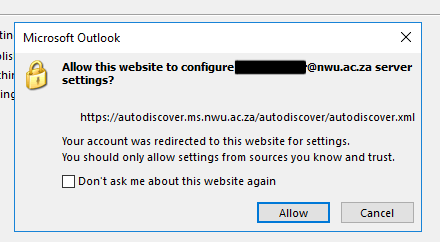 Microsoft Outlook
Allow this website to configure @nwu.ac.za server
settings?
https://autodiscover.ms.nwu.ac.za/autodiscover/autodiscover.xml
Your account was redirected to this website for settings.
You should only allow settings from sources you know and trust.
Don't ask me about this website again
Allow Cancel